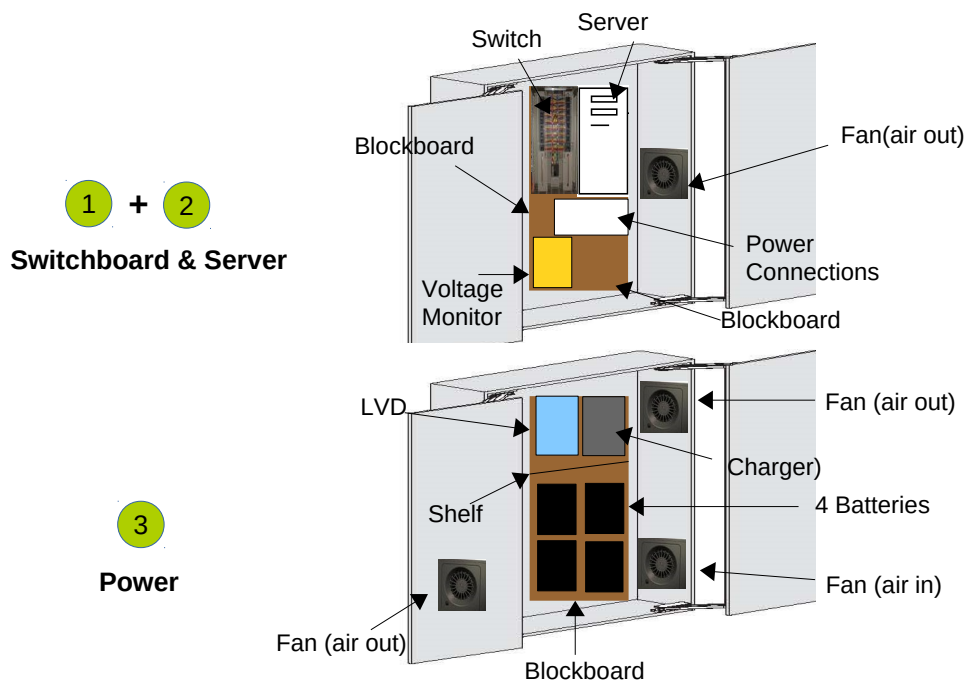 Server
Switch
Fan(air out)
Blockboard
1 + 2
Switchboard & Server
Power
Connections
Voltage
Monitor
Blockboard
LVD
Fan (air out)
Charger)
Shelf
4 Batteries
3
Power
Fan (air in)
Fan (air out)
Blockboard